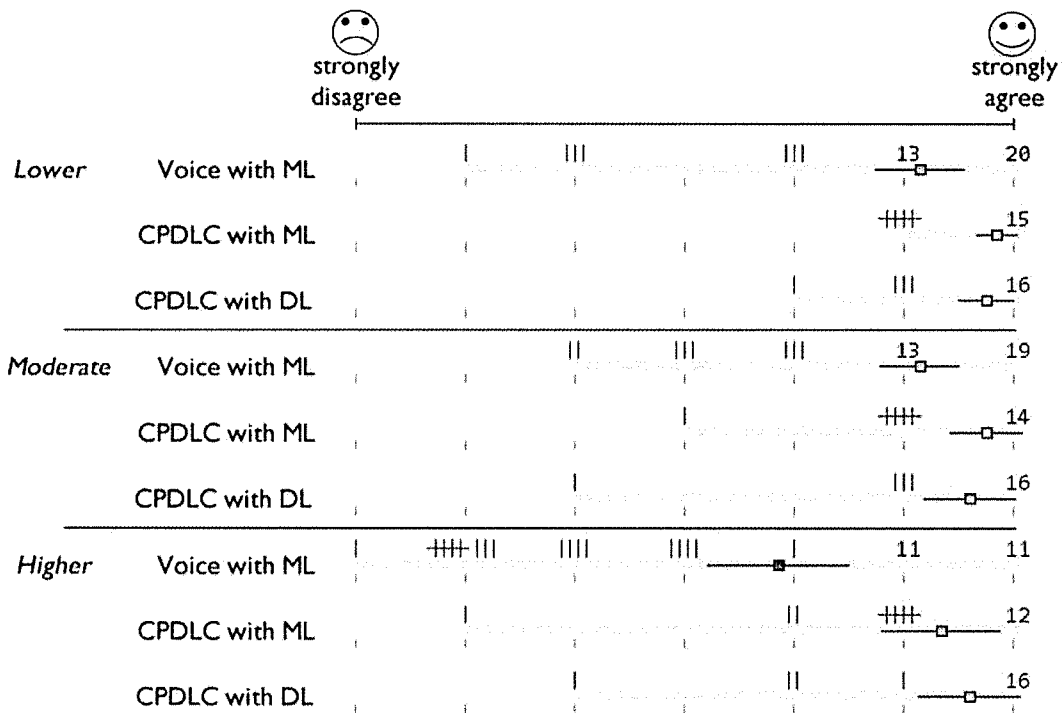 strongly disagree
strongly agree
Lower
Voice with ML 13 20
CPDLC with ML 15
CPDLC with DL 16
Moderate
Voice with ML 13 19
CPDLC with ML 14
CPDLC with DL 16
Higher
Voice with ML 11 11
CPDLC with ML 12
CPDLC with DL 16